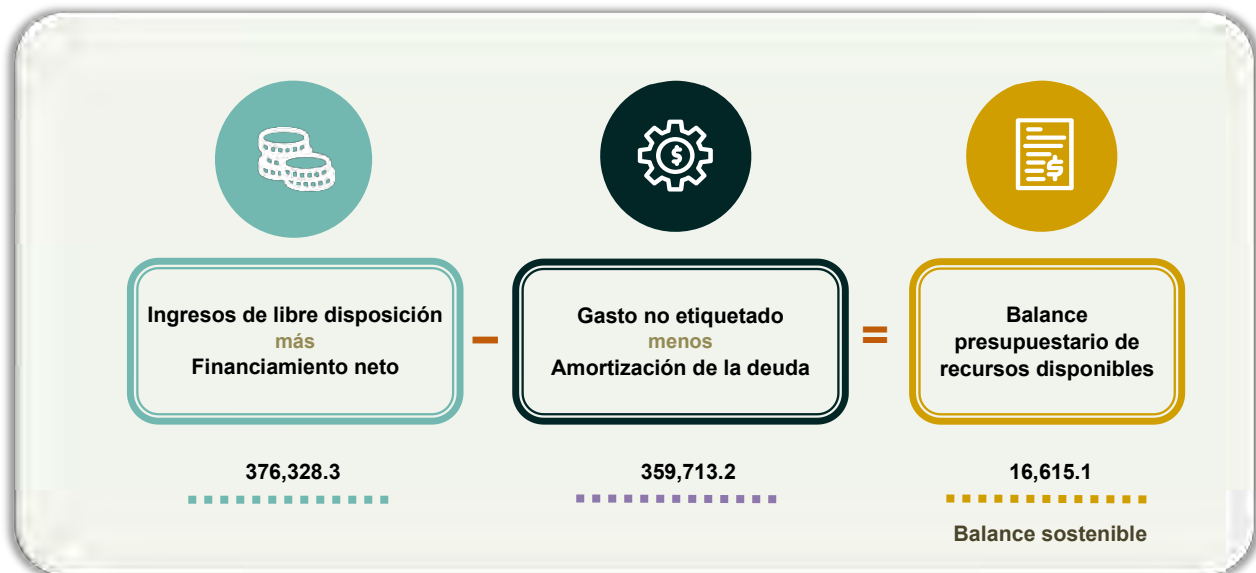 Ingresos de libre disposición
más
Financiamiento neto
–
Gasto no etiquetado
menos
Amortización de la deuda
=
Balance
presupuestario de
recursos disponibles
376,328.3
359,713.2
16,615.1
Balance sostenible